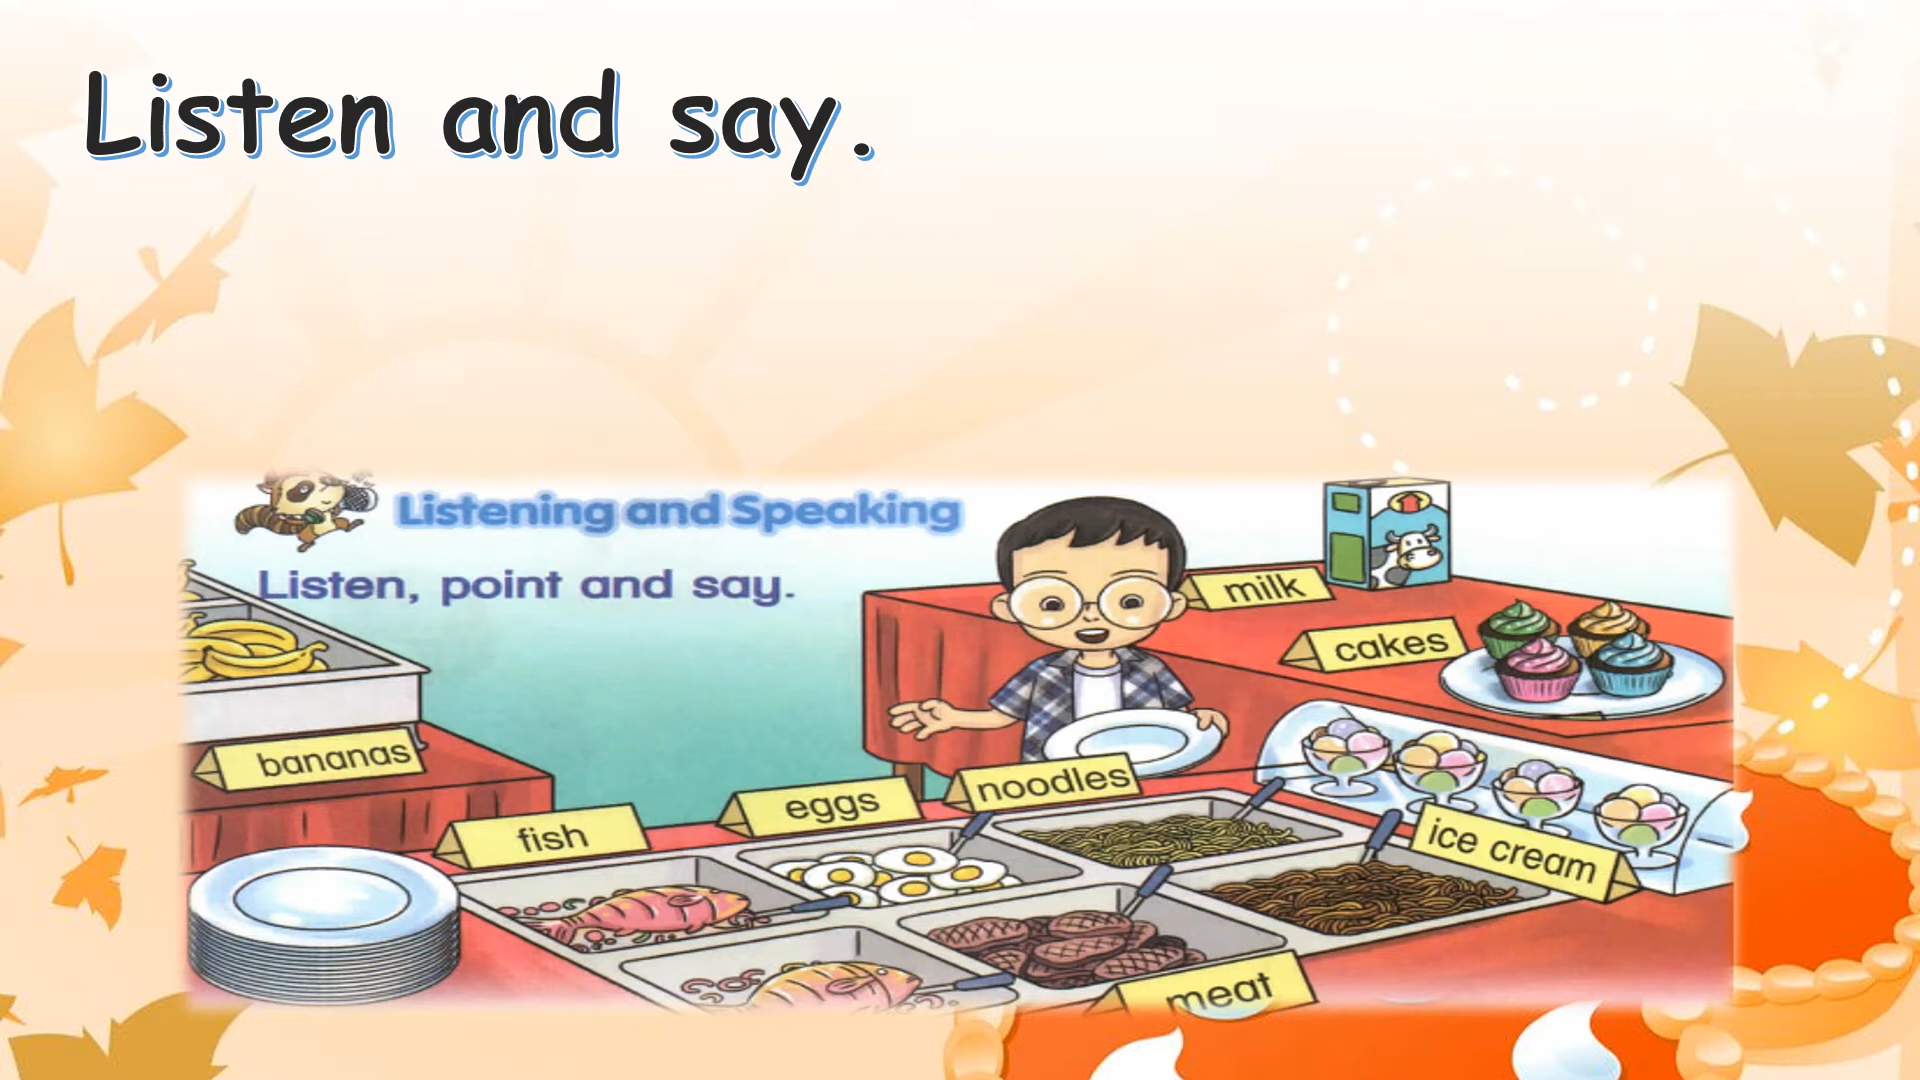 Listen and say.
Listening and Speaking
Listen, point and say.
milk
cakes
bananas
noodles
eggs
fish
ice cream
meat